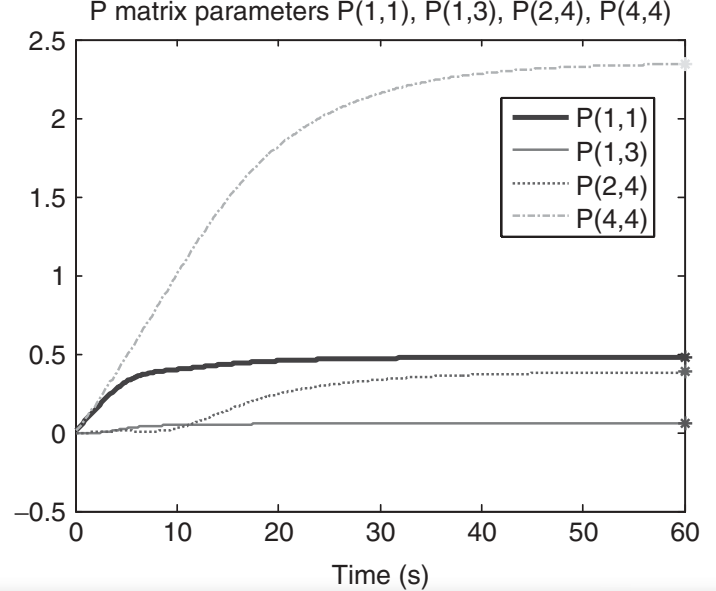 P matrix parameters P(1,1), P(1,3), P(2,4), P(4,4)
2.5
2
1.5
1
0.5
0
−0.5
P(1,1)
P(1,3)
P(2,4)
P(4,4)
0 10 20 30 40 50 60
Time (s)